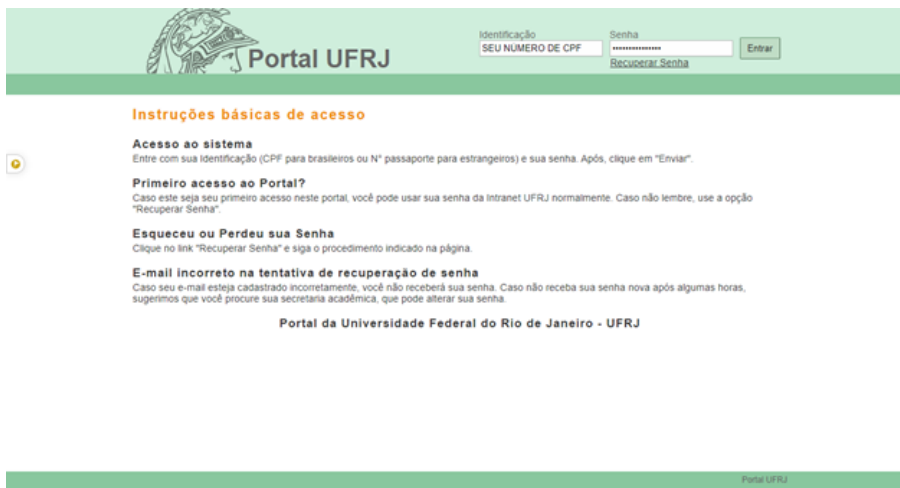 Portal UFRJ
Identificação
Senha
SEU NÚMERO DE CPF
Entrar
Recuperar Senha
Instruções básicas de acesso
Acesso ao sistema
Entre com sua Identificação (CPF para brasileiros ou N° passaporte para estrangeiros) e sua senha. Após, clique em "Enviar".
Primeiro acesso ao Portal?
Caso este seja seu primeiro acesso neste portal, você pode usar sua senha da Intranet UFRJ normalmente. Caso não lembre, use a opção
"Recuperar Senha".
Esqueceu ou Perdeu sua Senha
Clique no link "Recuperar Senha" e siga o procedimento indicado na página.
E-mail incorreto na tentativa de recuperação de senha
Caso seu e-mail esteja cadastrado incorretamente, você não receberá sua senha. Caso não receba sua senha nova após algumas horas,
sugerimos que você procure sua secretaria acadêmica, que pode alterar sua senha.
Portal da Universidade Federal do Rio de Janeiro - UFRJ
Portal UFRJ